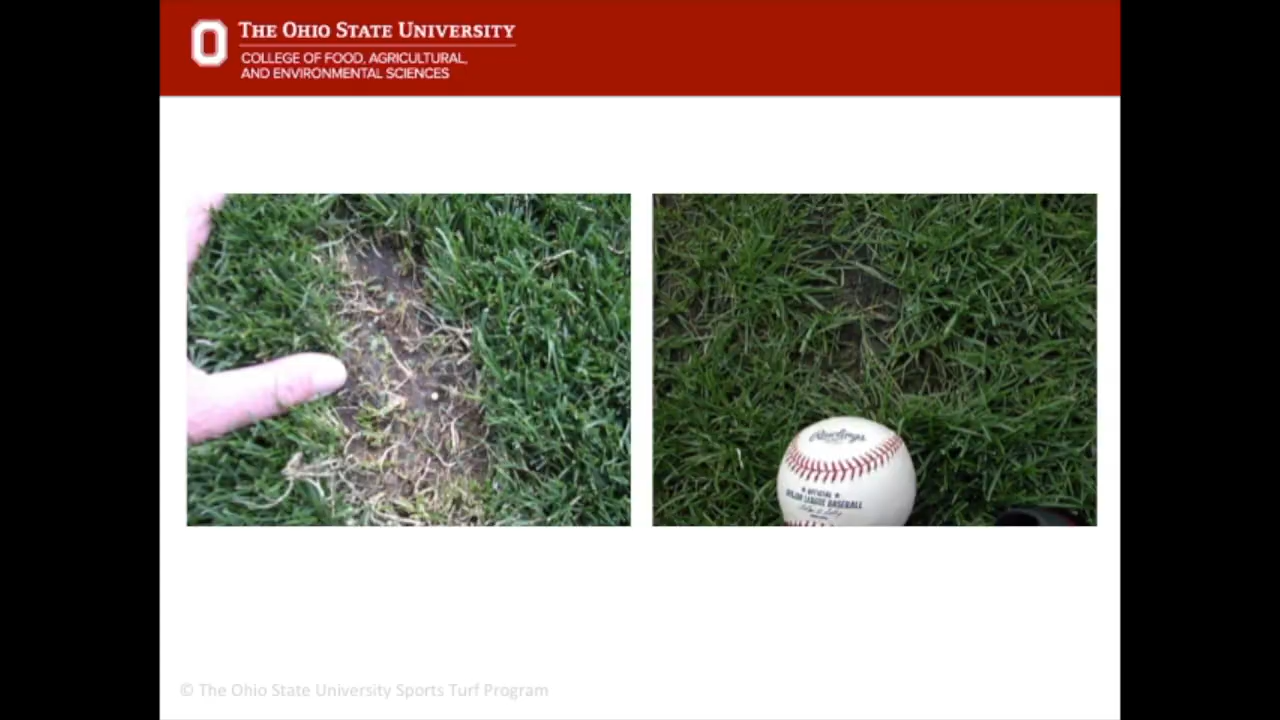 THE OHIO STATE UNIVERSITY
COLLEGE OF FOOD, AGRICULTURAL,
AND ENVIRONMENTAL SCIENCES
Rawlings
OFFICIAL
MAJOR LEAGUE BASEBALL
© The Ohio State University Sports Turf Program